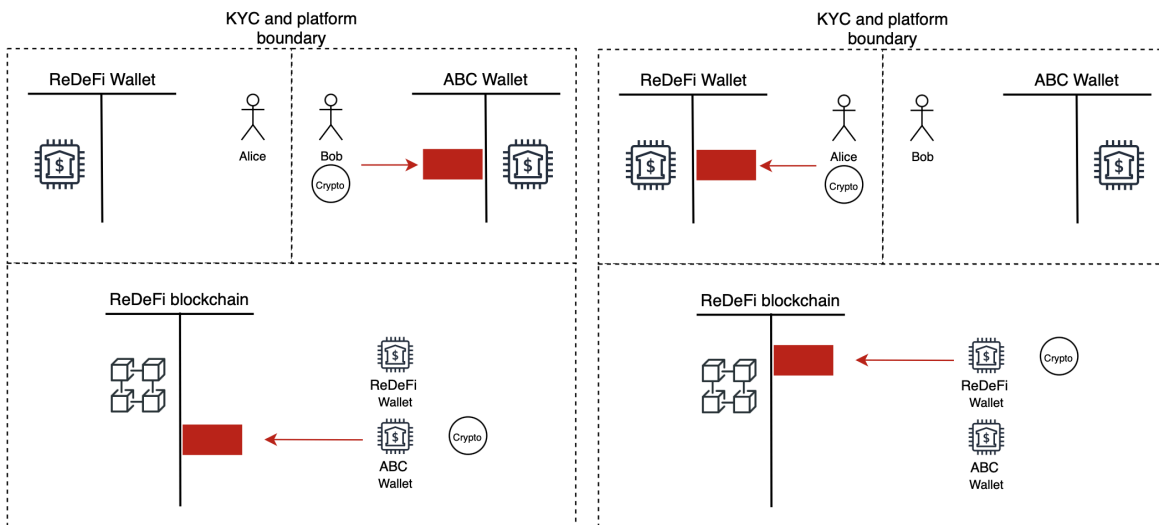 KYC and platform
boundary
ReDeFi Wallet
ABC Wallet
$
Alice
Bob
Crypto
$
ReDeFi blockchain
$
ReDeFi
Wallet
$
Crypto
ABC
Wallet
KYC and platform
boundary
ReDeFi Wallet
ABC Wallet
$
Alice
Bob
Crypto
$
ReDeFi blockchain
$
Crypto
ReDeFi
Wallet
$
ABC
Wallet